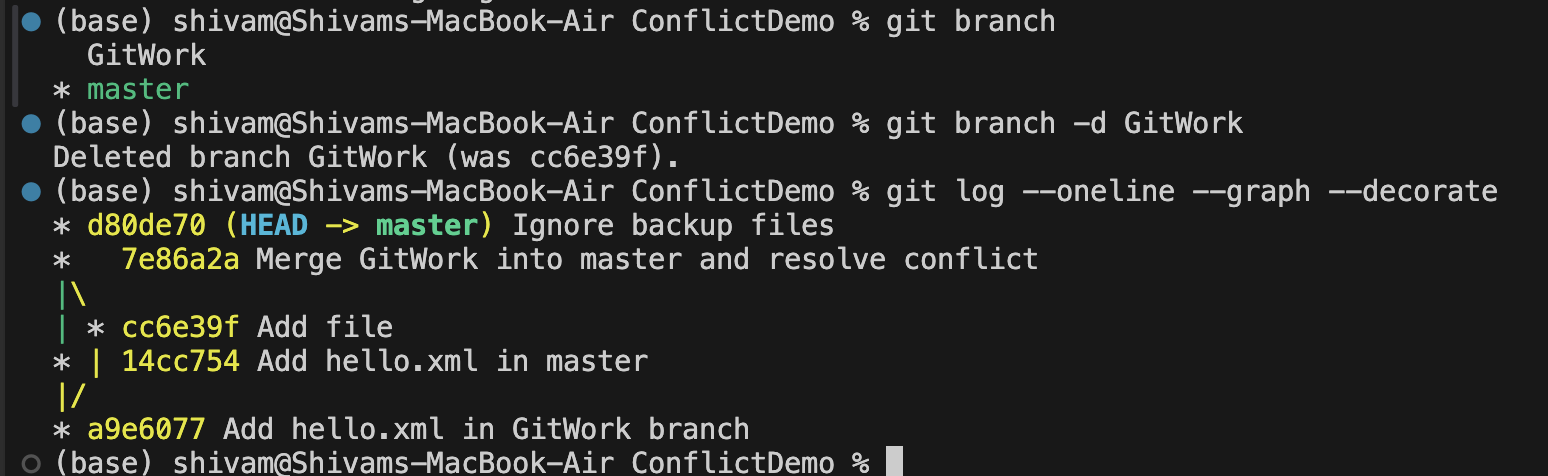 (base) shivam@Shivams-MacBook-Air ConflictDemo % git branch
  GitWork
* master
(base) shivam@Shivams-MacBook-Air ConflictDemo % git branch -d GitWork
Deleted branch GitWork (was cc6e39f).
(base) shivam@Shivams-MacBook-Air ConflictDemo % git log --oneline --graph --decorate
* d80de70 (HEAD -> master) Ignore backup files
*   7e86a2a Merge GitWork into master and resolve conflict
|\
| * cc6e39f Add file
* | 14cc754 Add hello.xml in master
|/
* a9e6077 Add hello.xml in GitWork branch
(base) shivam@Shivams-MacBook-Air ConflictDemo %